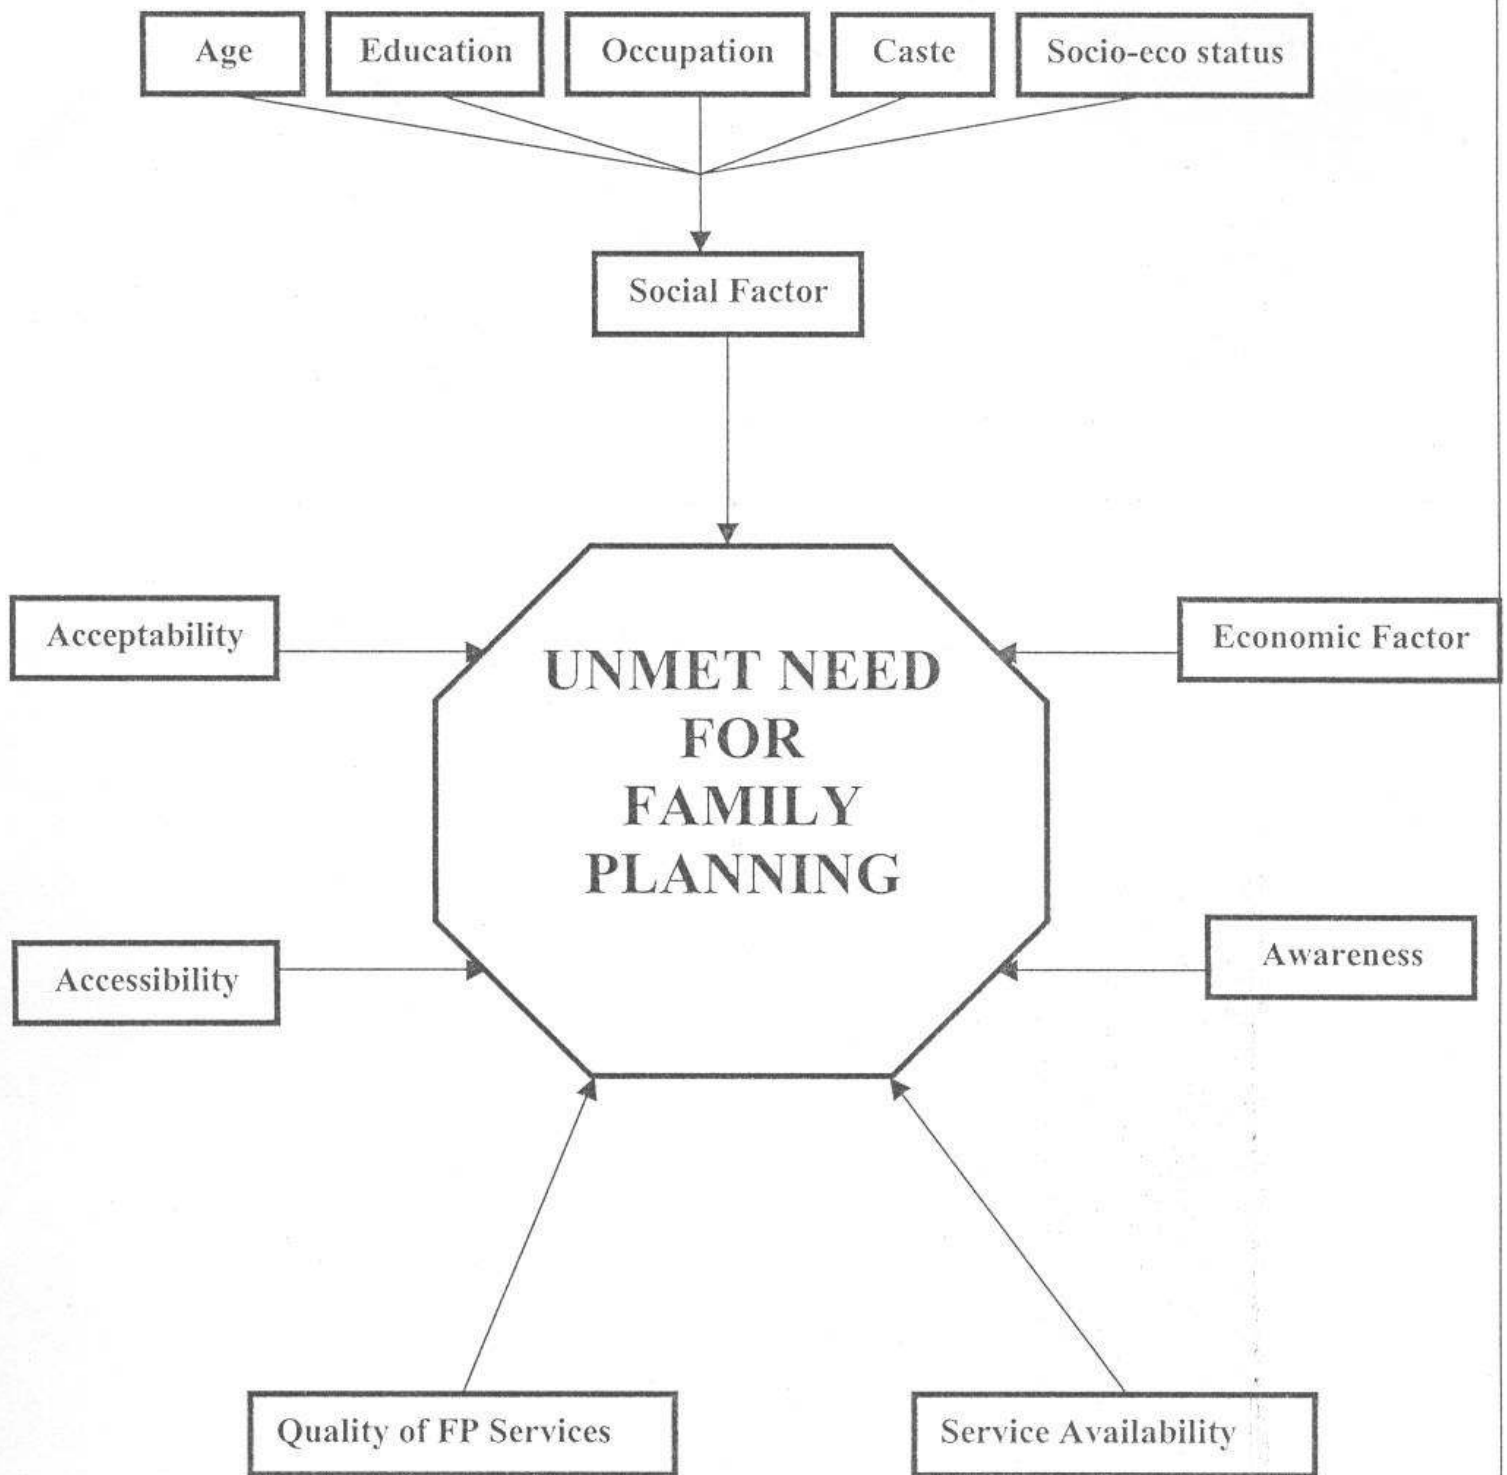 Age
Education
Occupation
Caste
Socio-eco status
Social Factor
Acceptability
Economic Factor
UNMET NEED
FOR
FAMILY
PLANNING
Accessibility
Awareness
Quality of FP Services
Service Availability